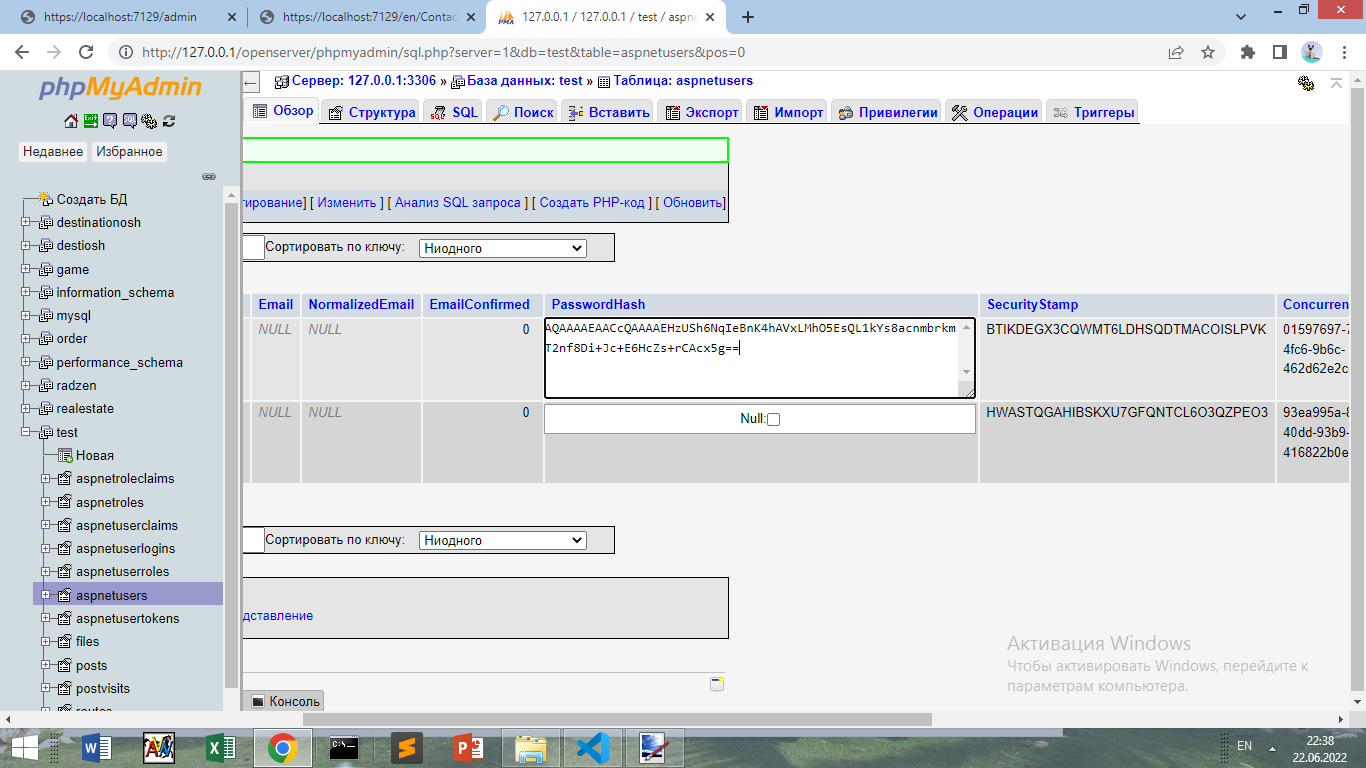 https://localhost:7129/admin
https://localhost:7129/en/Contac
127.0.0.1 / 127.0.0.1 / test / aspn
http://127.0.0.1/openserver/phpmyadmin/sql.php?server=1&db=test&table=aspnetusers&pos=0
phpMyAdmin
Недавнее Избранное
Создать БД
destinationosh
destiosh
game
information_schema
mysql
order
performance_schema
radzen
realestate
test
Новая
aspnetroleclaims
aspnetroles
aspnetuserclaims
aspnetuserlogins
aspnetuserroles
aspnetusers
aspnetusertokens
files
posts
postvisits
routes
Сервер: 127.0.0.1:3306 » База данных: test » Таблица: aspnetusers
Обзор Структура SQL Поиск Вставить Экспорт Импорт Привилегии Операции Триггеры
тирование] [ Изменить ] [ Анализ SQL запроса ] [ Создать PHP-код ] [ Обновить]
Сортировать по ключу: Ниодного
Email NormalizedEmail EmailConfirmed PasswordHash SecurityStamp Concurren
NULL NULL 0 AQAAAAEAACcQAAAAEHzUSh6NqIeBnK4hAVxLMhO5EsQL1kYs8acnmbrkm BTIKDEGX3CQWMT6LDHSQDTMACOISLPVK 01597697-7
T2nf8Di+Jc+E6HcZs+rCAcx5g== 4fc6-9b6c-
462d62e2c
NULL NULL 0 Null: HWASTQGAHIBSKXU7GFQNTCL6O3QZPEO3 93ea995a-8
40dd-93b9-
416822b0e
Сортировать по ключу: Ниодного
дставление
Консоль
Активация Windows
Чтобы активировать Windows, перейдите к
параметрам компьютера.
EN
22:38
22.06.2022